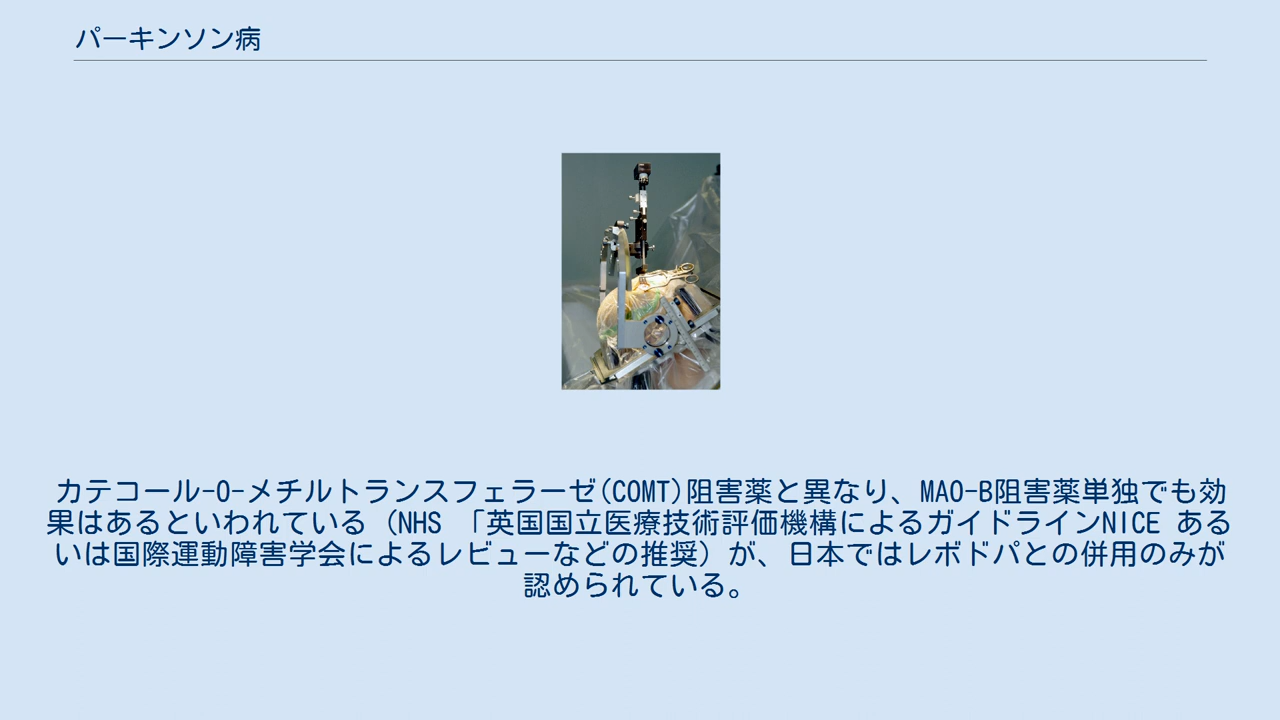 パーキンソン病
カテコール-O-メチルトランスフェラーゼ(COMT)阻害薬と異なり、MAO-B阻害薬単独でも効
果はあるといわれている（NHS 「英国国立医療技術評価機構によるガイドラインNICE ある
いは国際運動障害学会によるレビューなどの推奨）が、日本ではレボドパとの併用のみが
認められている。